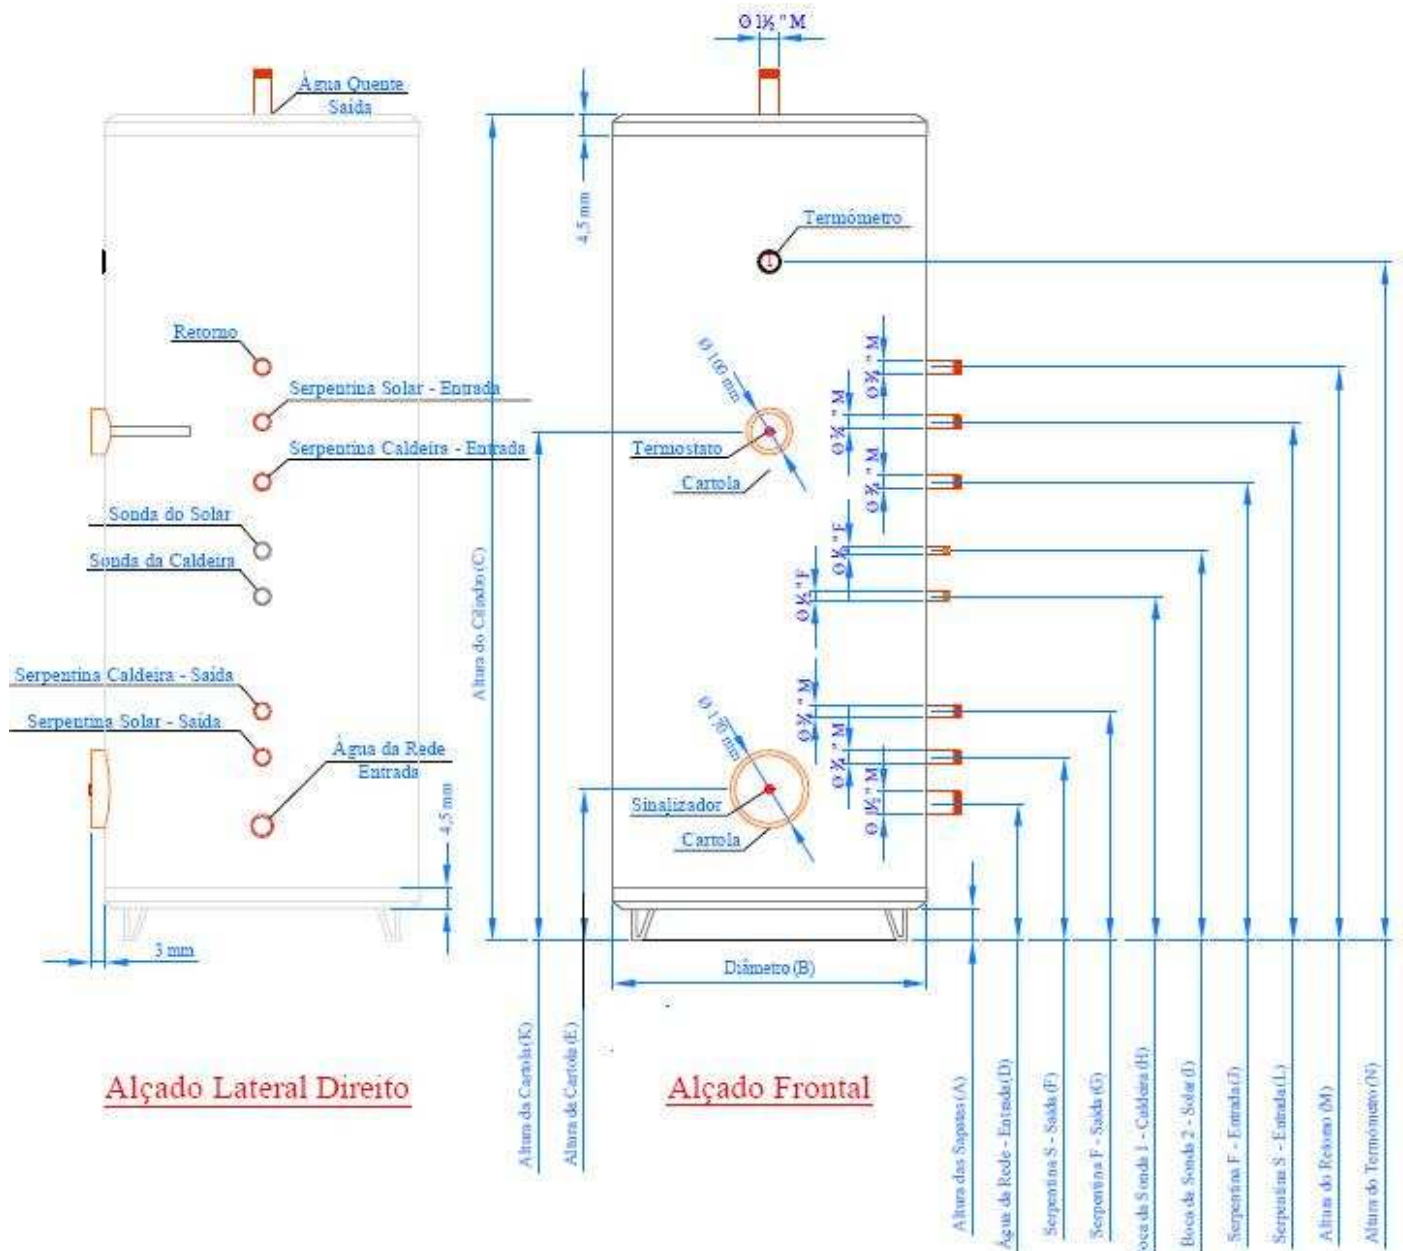 Ø 1½ " M
Água Quente
Saída
4,5 mm
Termómetro
Retorno
Ø 100 mm
Ø ¾ " M
Serpentina Solar - Entrada
Ø ¾ " M
Serpentina Caldeira - Entrada
Termostato
Cartola
Ø ¾ " M
Sonda do Solar
Ø ½ " F
Sonda da Caldeira
Ø ½ " F
Altura do Cilindro (C)
Serpentina Caldeira - Saída
Serpentina Solar - Saída
Ø ¾ " M
Ø 170 mm
Ø ¾ " M
Água da Rede
Entrada
Sinalizador
Ø 1½ " M
Cartola
4,5 mm
3 mm
Diâmetro (B)
Alçado Lateral Direito
Alçado Frontal
Altura da Cartola (K)
Altura da Cartola (E)
Altura das Sapatas (A)
Água da Rede - Entrada (D)
Serpentina S - Saída (F)
Serpentina F - Saída (G)
oca da Sonda 1 - Caldeira (H)
Boca da Sonda 2 - Solar (I)
Serpentina F - Entrada (J)
Serpentina S - Entrada (L)
Altura do Retorno (M)
Altura do Termómetro (N)